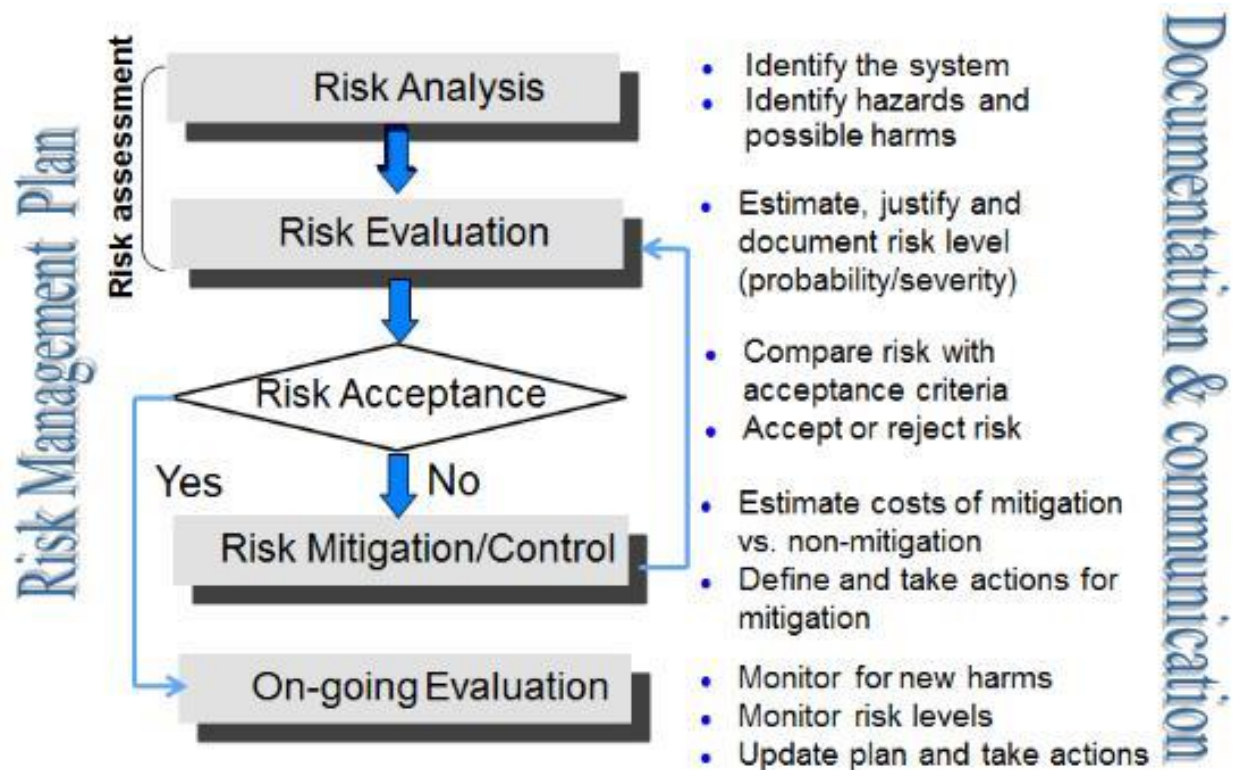 Risk Management Plan
Risk assessment
Risk Analysis
• Identify the system
• Identify hazards and
possible harms
Risk Evaluation
• Estimate, justify and
document risk level
(probability/severity)
Risk Acceptance
• Compare risk with
acceptance criteria
• Accept or reject risk
Yes
No
Risk Mitigation/Control
• Estimate costs of mitigation
vs. non-mitigation
• Define and take actions for
mitigation
On-going Evaluation
• Monitor for new harms
• Monitor risk levels
• Update plan and take actions
Documentation & communication